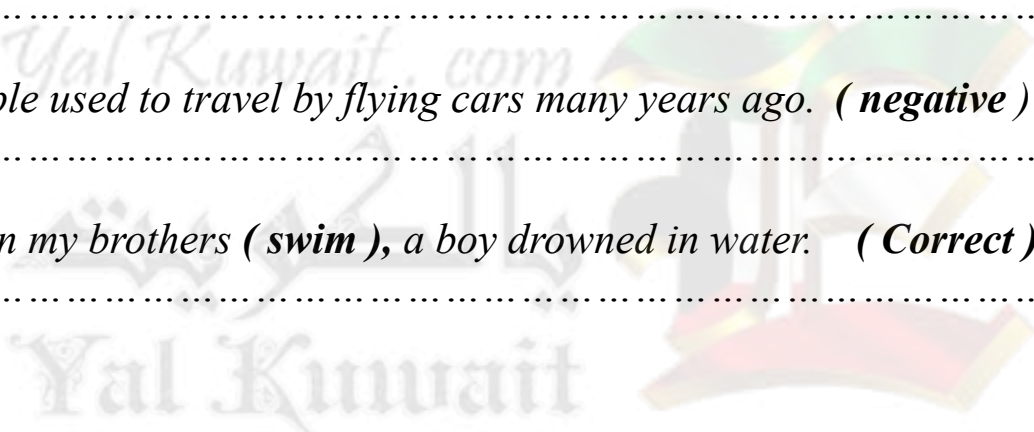 Yal Kuwait . com
ple used to travel by flying cars many years ago. ( negative )
n my brothers ( swim ), a boy drowned in water. ( Correct )
يالكويت
Yal Kuwait